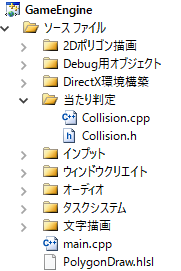 GameEngine
ソース ファイル
2Dポリゴン描画
Debug用オブジェクト
DirectX環境構築
当たり判定
Collision.cpp
Collision.h
インプット
ウィンドウクリエイト
オーディオ
タスクシステム
文字描画
main.cpp
PolygonDraw.hlsl